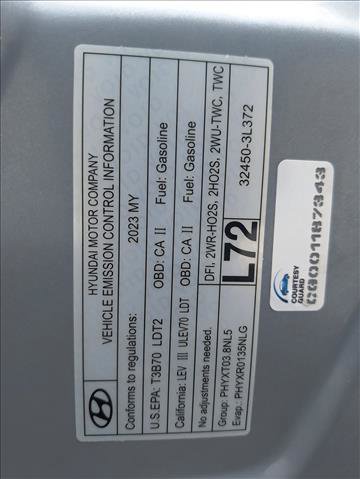 HYUNDAI MOTOR COMPANY
VEHICLE EMISSION CONTROL INFORMATION
Conforms to regulations: 2023 MY
U.S.EPA: T3B70 LDT2 OBD: CA II Fuel: Gasoline
California: LEV III ULEV70 LDT OBD: CA II Fuel: Gasoline
No adjustments needed. DFI, 2WR-HO2S, 2HO2S, 2WU-TWC, TWC
Group: PHYXT03.8NL5
Evap.: PHYXR0135NLG
L72
32450-3L372
COURTESY
GUARD
CG001187343